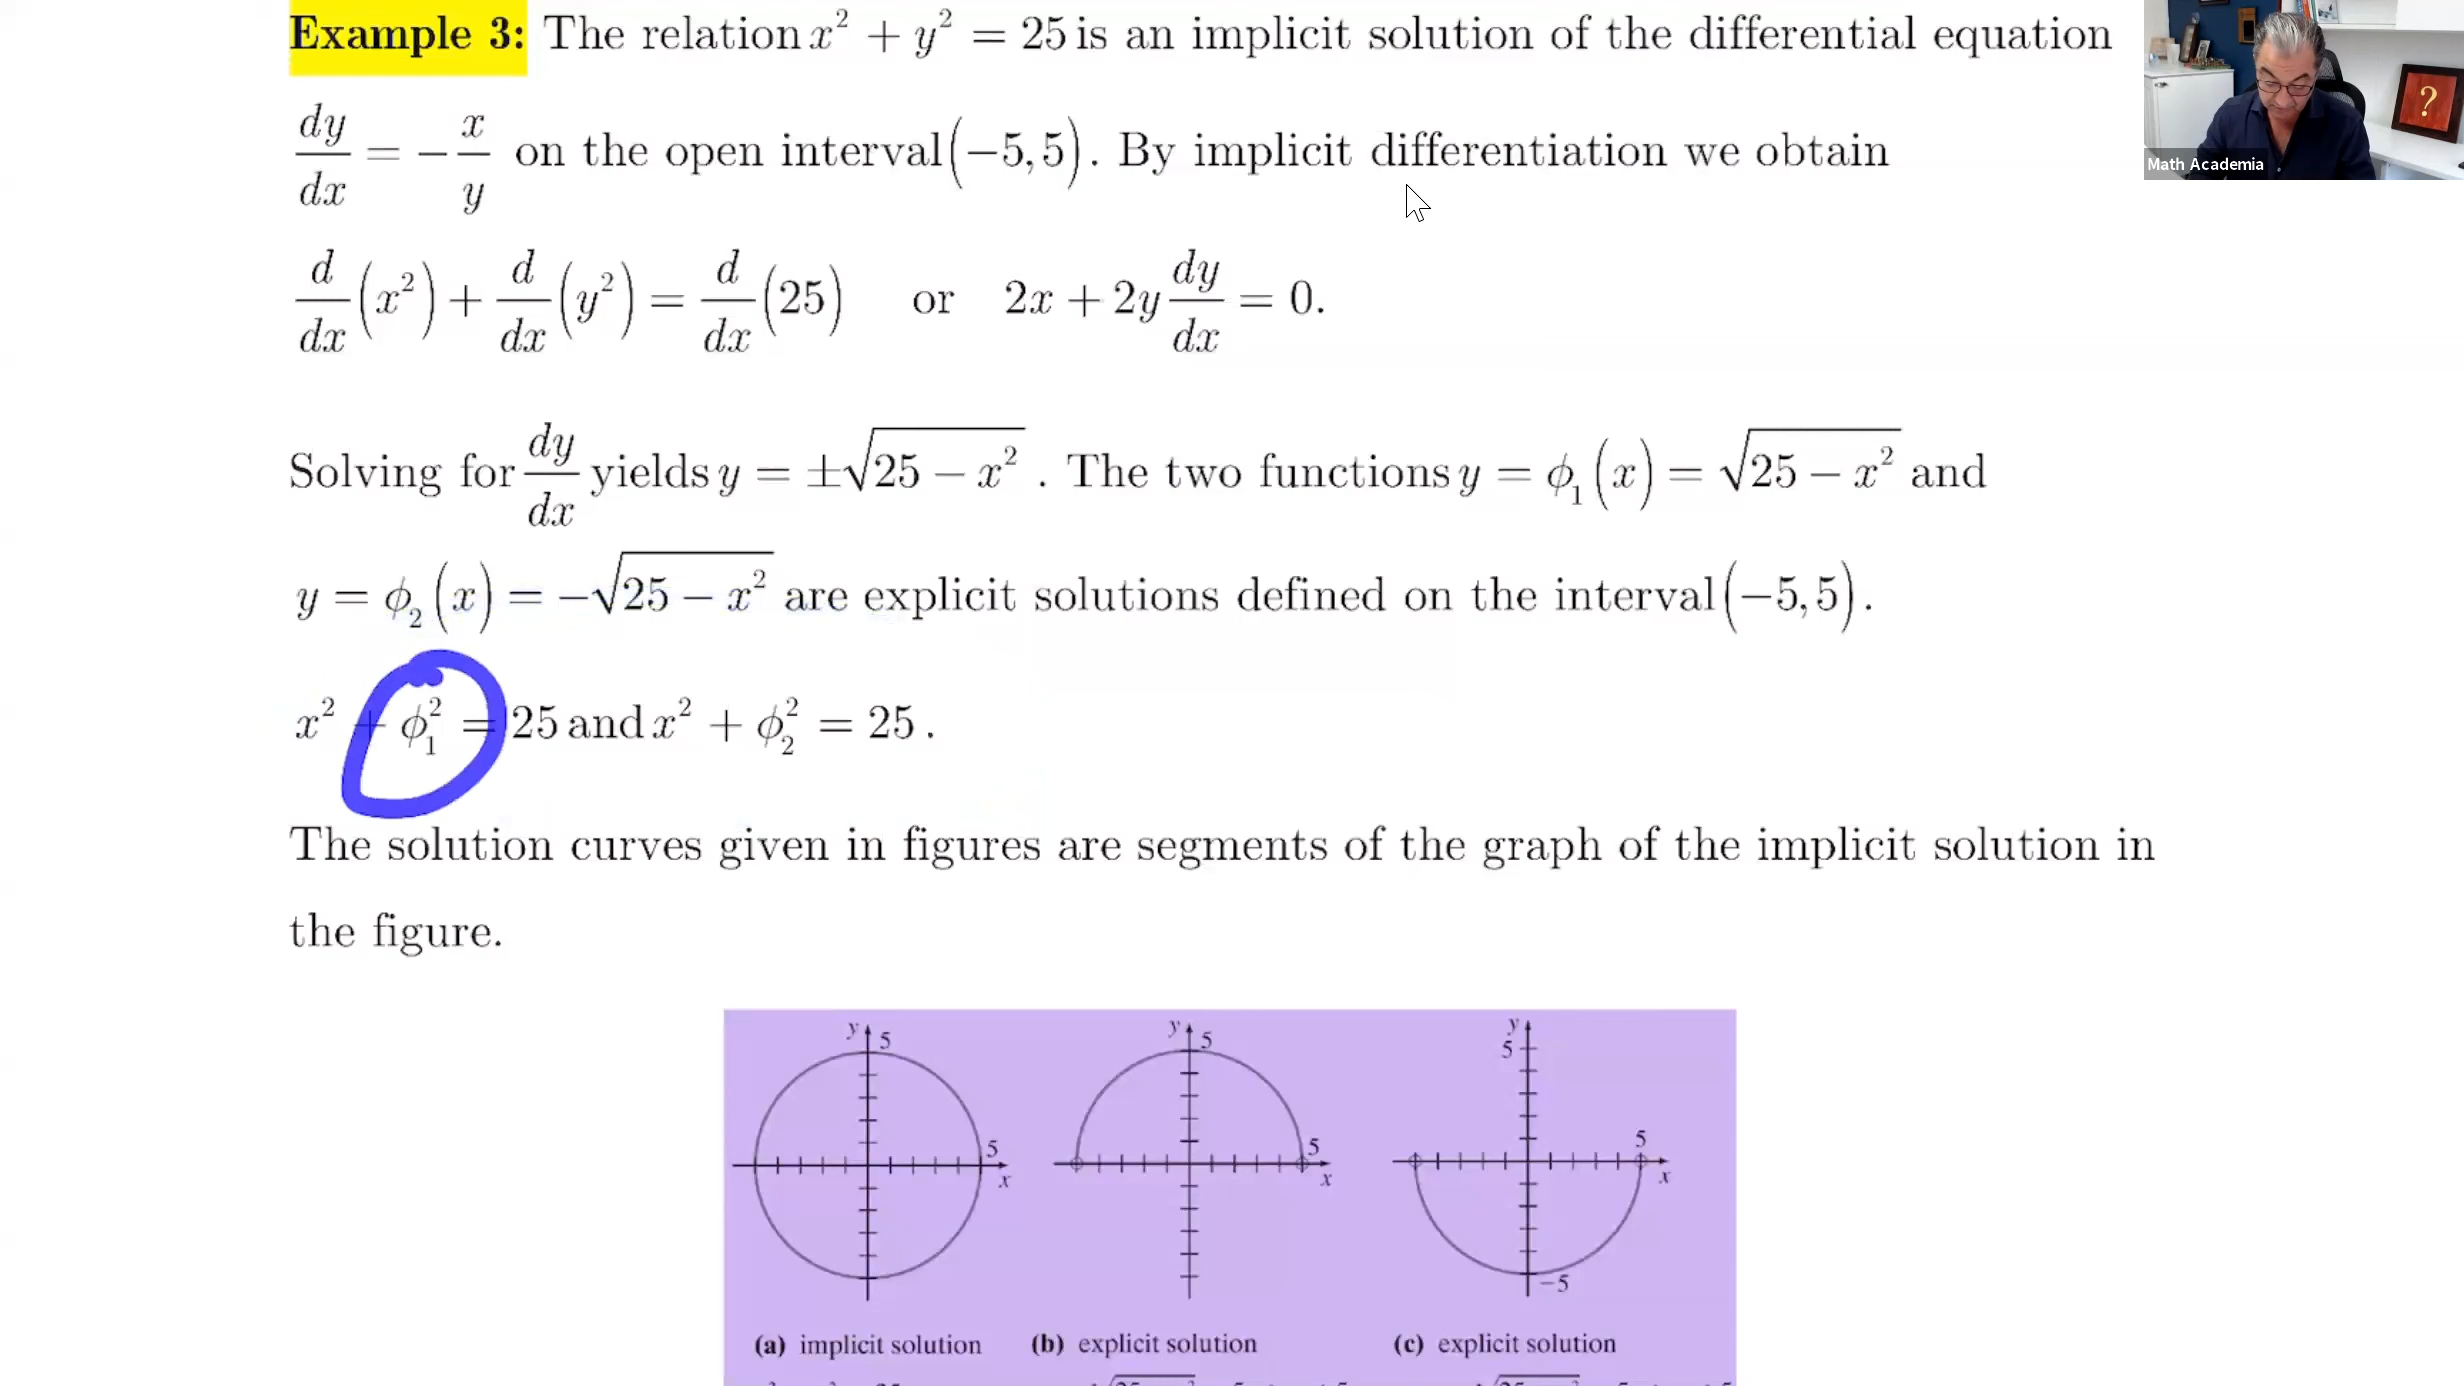 Example 3: The relation x² + y² = 25 is an implicit solution of the differential equation
dy/dx = −x/y on the open interval (−5, 5). By implicit differentiation we obtain
d/dx (x²) + d/dx (y²) = d/dx (25) or 2x + 2y dy/dx = 0.
Solving for dy/dx yields y = ±√(25 − x²) . The two functions y = ϕ₁(x) = √(25 − x²) and
y = ϕ₂(x) = −√(25 − x²) are explicit solutions defined on the interval (−5, 5).
x² + ϕ₁² = 25 and x² + ϕ₂² = 25 .
The solution curves given in figures are segments of the graph of the implicit solution in
the figure.
y 5 5 x
y 5 5 x
y 5 5 x −5
(a) implicit solution
(b) explicit solution
(c) explicit solution
?
Math Academia